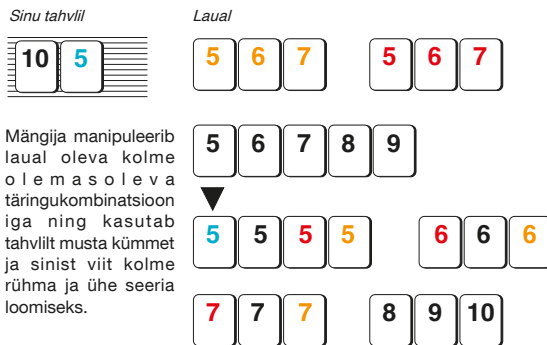 Sinu tahvlil
Laual
10 5
5 6 7 5 6 7
Mängija manipuleerib
laual oleva kolme
olemasoleva
täringukombinatsioon
iga ning kasutab
tahvlilt musta kümmet
ja sinist viit kolme
rühma ja ühe seeria
loomiseks.
5 6 7 8 9
5 5 5 5 6 6 6
7 7 7 8 9 10